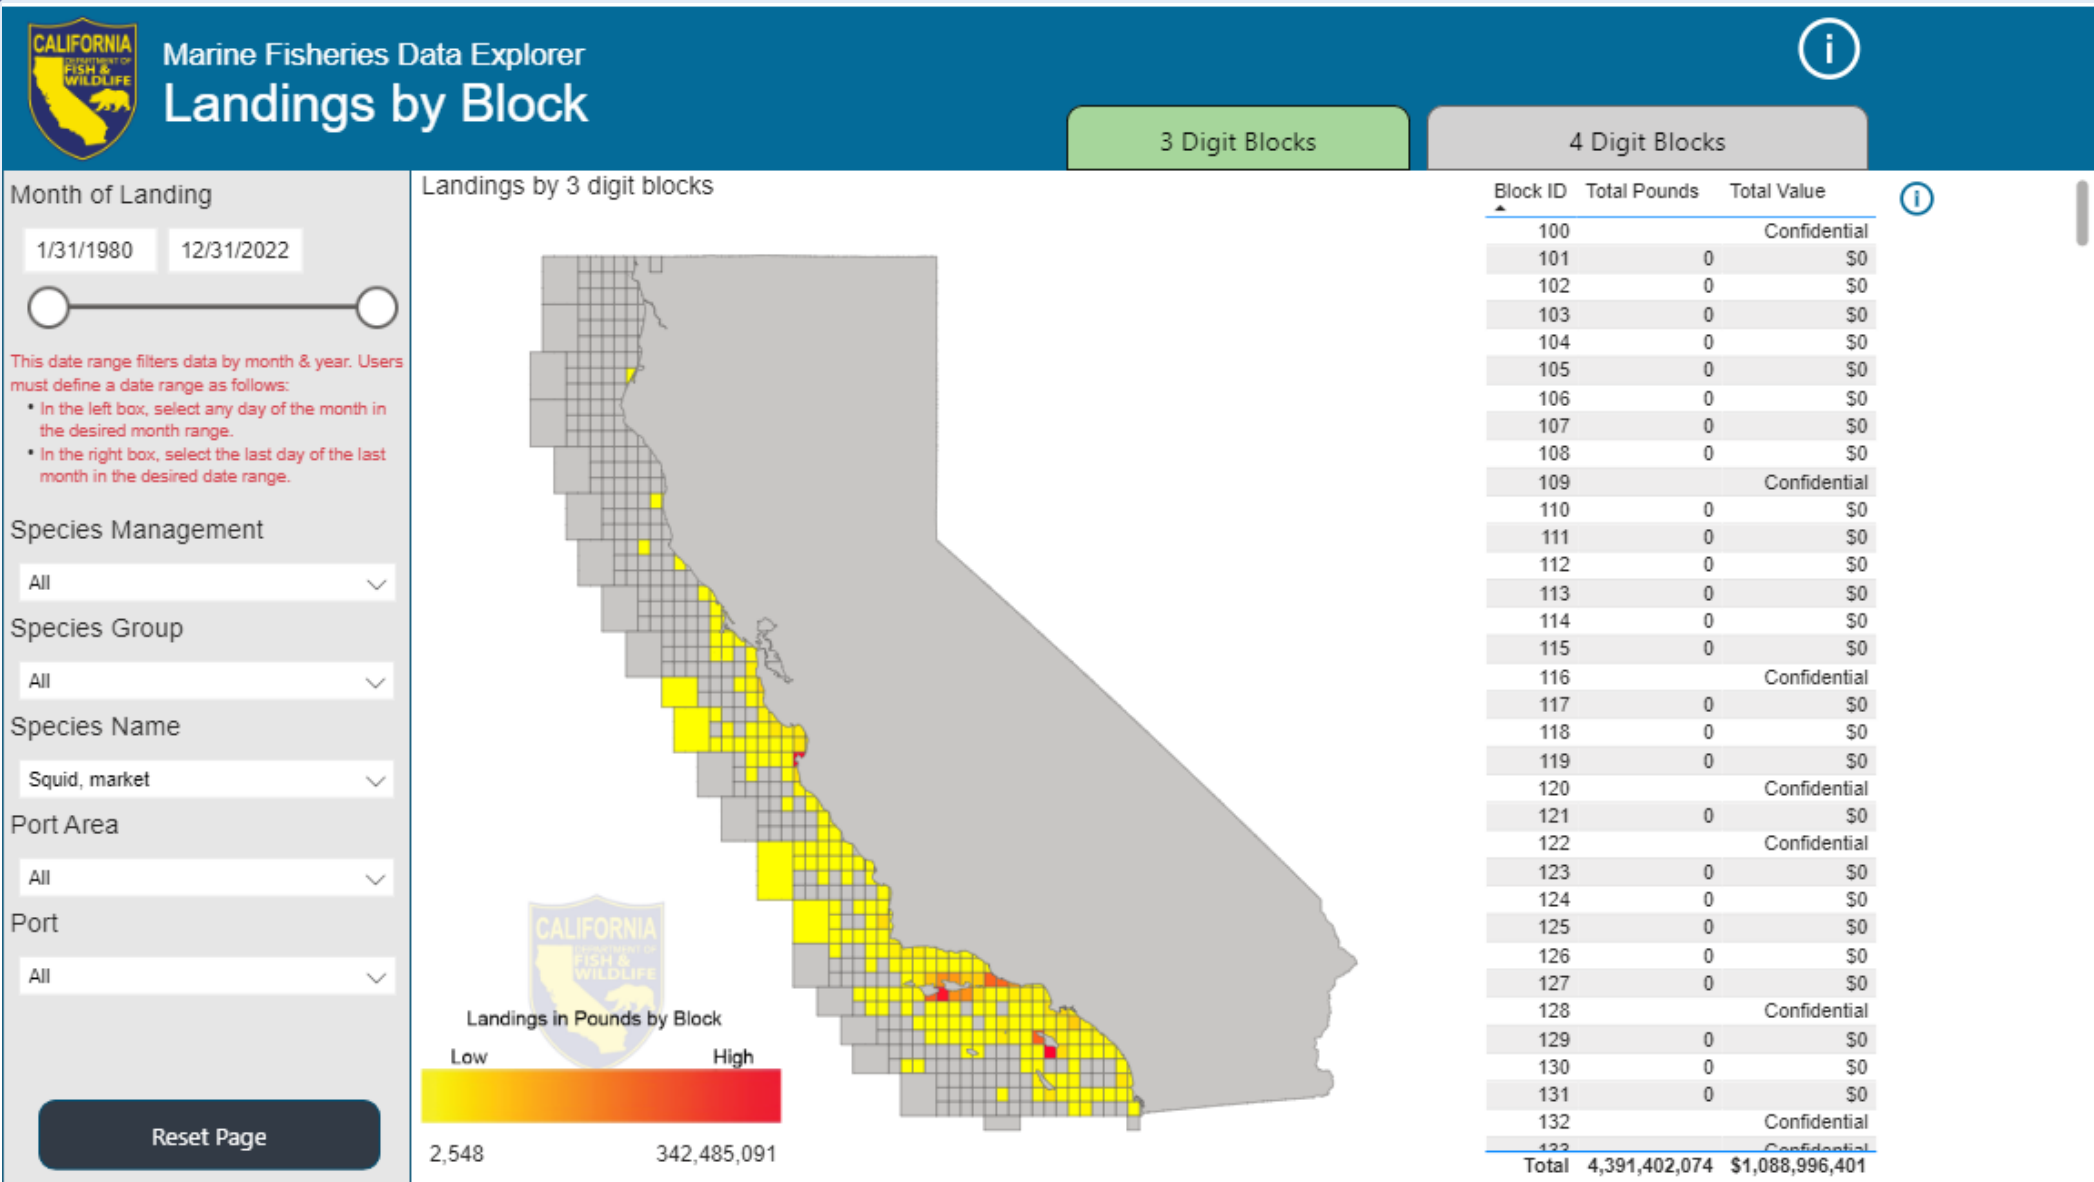 CALIFORNIA
DEPARTMENT OF
FISH &
WILDLIFE
Marine Fisheries Data Explorer
Landings by Block
i
3 Digit Blocks
4 Digit Blocks
Month of Landing
1/31/1980
12/31/2022
This date range filters data by month & year. Users
must define a date range as follows:
• In the left box, select any day of the month in
the desired month range.
• In the right box, select the last day of the last
month in the desired date range.
Species Management
All
Species Group
All
Species Name
Squid, market
Port Area
All
Port
All
Reset Page
Landings by 3 digit blocks
CALIFORNIA
DEPARTMENT OF
FISH &
WILDLIFE
Landings in Pounds by Block
Low High
2,548 342,485,091
Block ID Total Pounds Total Value
i
100 Confidential
101 0 $0
102 0 $0
103 0 $0
104 0 $0
105 0 $0
106 0 $0
107 0 $0
108 0 $0
109 Confidential
110 0 $0
111 0 $0
112 0 $0
113 0 $0
114 0 $0
115 0 $0
116 Confidential
117 0 $0
118 0 $0
119 0 $0
120 Confidential
121 0 $0
122 Confidential
123 0 $0
124 0 $0
125 0 $0
126 0 $0
127 0 $0
128 Confidential
129 0 $0
130 0 $0
131 0 $0
132 Confidential
133 Confidential
Total 4,391,402,074 $1,088,996,401